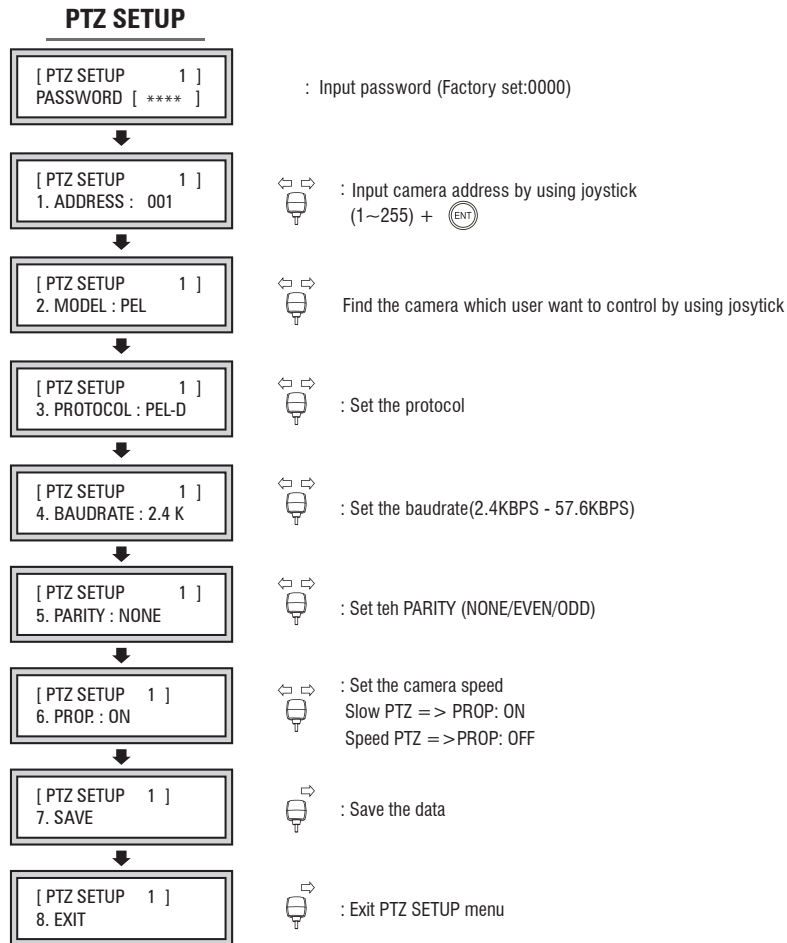 PTZ SETUP
[ PTZ SETUP 1 ]
PASSWORD [ **** ]
: Input password (Factory set:0000)
[ PTZ SETUP 1 ]
1. ADDRESS : 001
: Input camera address by using joystick
(1~255) + ENT
[ PTZ SETUP 1 ]
2. MODEL : PEL
Find the camera which user want to control by using josytick
[ PTZ SETUP 1 ]
3. PROTOCOL : PEL-D
: Set the protocol
[ PTZ SETUP 1 ]
4. BAUDRATE : 2.4 K
: Set the baudrate(2.4KBPS - 57.6KBPS)
[ PTZ SETUP 1 ]
5. PARITY : NONE
: Set teh PARITY (NONE/EVEN/ODD)
[ PTZ SETUP 1 ]
6. PROP. : ON
: Set the camera speed
Slow PTZ => PROP: ON
Speed PTZ =>PROP: OFF
[ PTZ SETUP 1 ]
7. SAVE
: Save the data
[ PTZ SETUP 1 ]
8. EXIT
: Exit PTZ SETUP menu